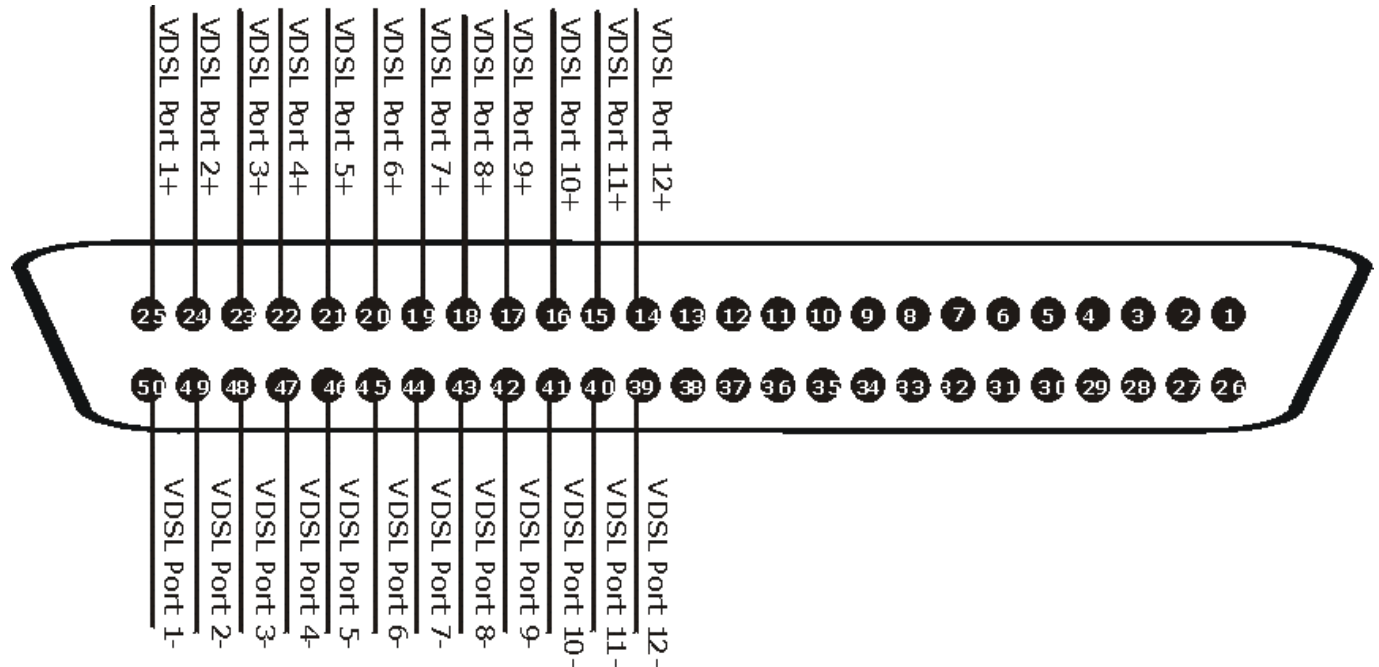 VDSL Port 1+
VDSL Port 2+
VDSL Port 3+
VDSL Port 4+
VDSL Port 5+
VDSL Port 6+
VDSL Port 7+
VDSL Port 8+
VDSL Port 9+
VDSL Port 10+
VDSL Port 11+
VDSL Port 12+
25 24 23 22 21 20 19 18 17 16 15 14 13 12 11 10 9 8 7 6 5 4 3 2 1
50 49 48 47 46 45 44 43 42 41 40 39 38 37 36 35 34 33 32 31 30 29 28 27 26
VDSL Port 1-
VDSL Port 2-
VDSL Port 3-
VDSL Port 4-
VDSL Port 5-
VDSL Port 6-
VDSL Port 7-
VDSL Port 8-
VDSL Port 9-
VDSL Port 10-
VDSL Port 11-
VDSL Port 12-